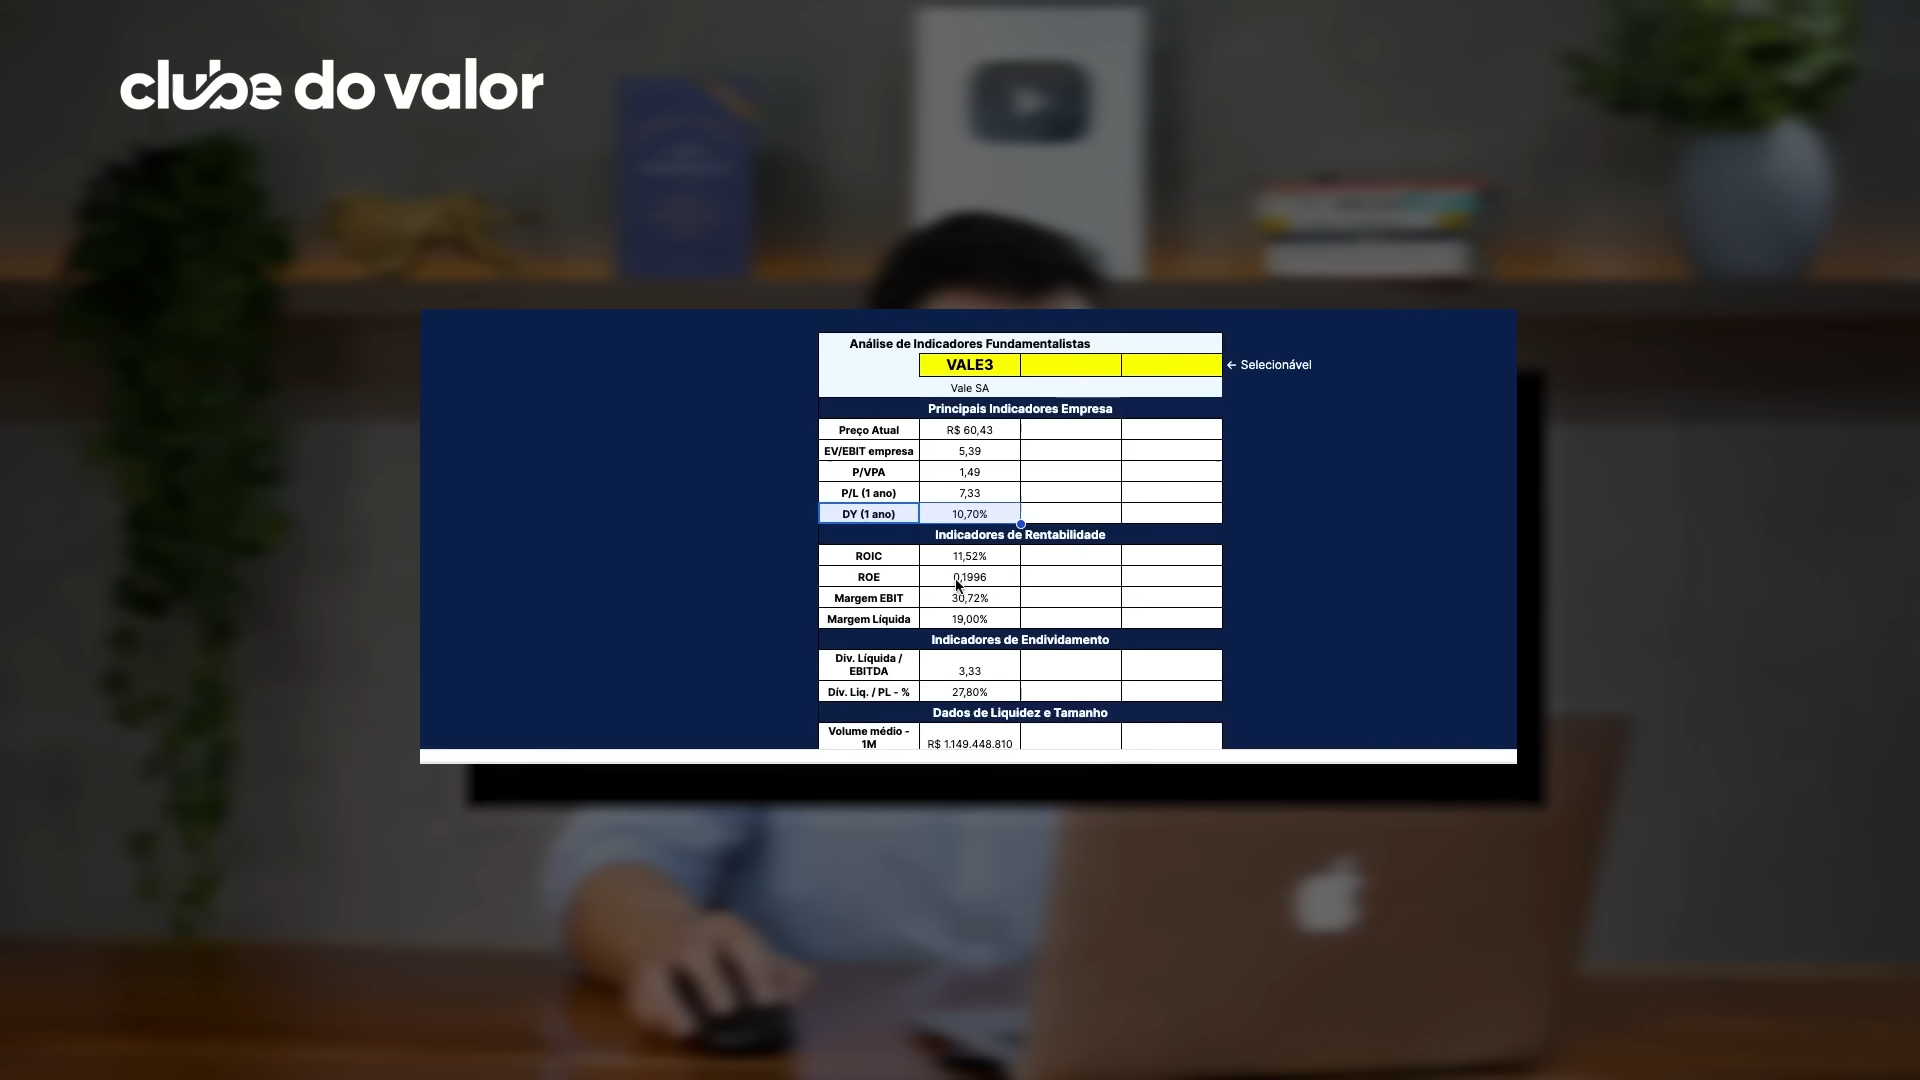 clube do valor
Análise de Indicadores Fundamentalistas
VALE3
← Selecionável
Vale SA
Principais Indicadores Empresa
Preço Atual R$ 60,43
EV/EBIT empresa 5,39
P/VPA 1,49
P/L (1 ano) 7,33
DY (1 ano) 10,70%
Indicadores de Rentabilidade
ROIC 11,52%
ROE 0,1996
Margem EBIT 30,72%
Margem Líquida 19,00%
Indicadores de Endividamento
Div. Líquida /
EBITDA 3,33
Dív. Liq. / PL - % 27,80%
Dados de Liquidez e Tamanho
Volume médio -
1M R$ 1.149.448.810